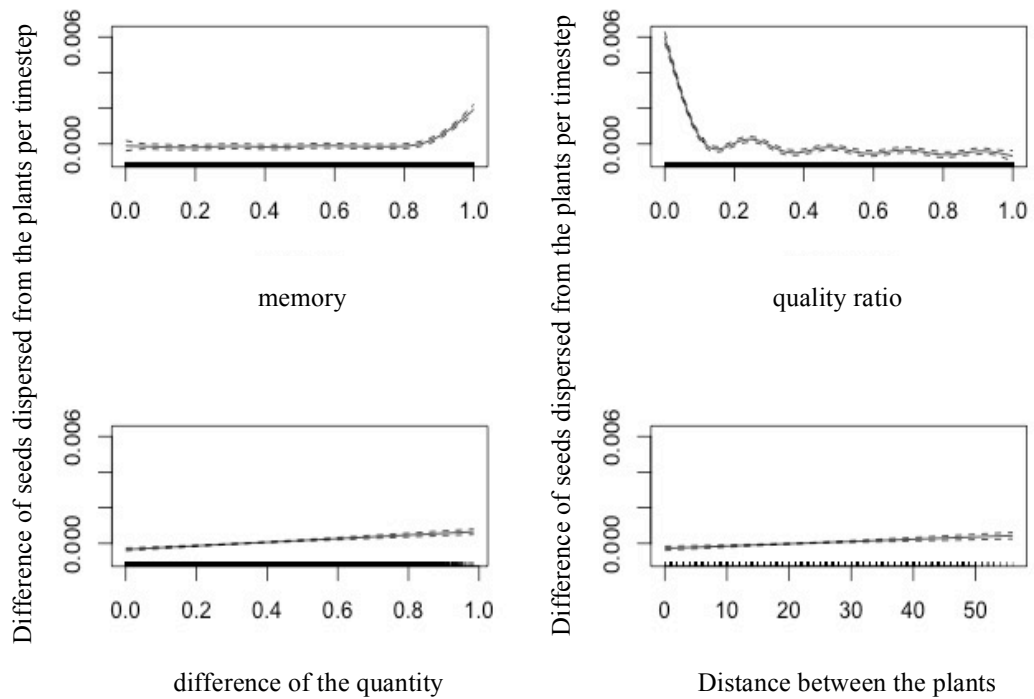 Difference of seeds dispersed from the plants per timestep
0.006
0.000
0.0 0.2 0.4 0.6 0.8 1.0
memory
Difference of seeds dispersed from the plants per timestep
0.006
0.000
0.0 0.2 0.4 0.6 0.8 1.0
quality ratio
0.006
0.000
0.0 0.2 0.4 0.6 0.8 1.0
difference of the quantity
0.006
0.000
0 10 20 30 40 50
Distance between the plants